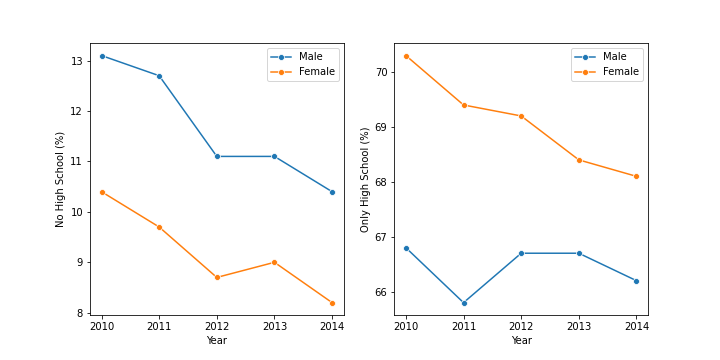 No High School (%)
13
12
11
10
9
8
2010 2011 2012 2013 2014
Year
Male
Female
Only High School (%)
70
69
68
67
66
2010 2011 2012 2013 2014
Year
Male
Female